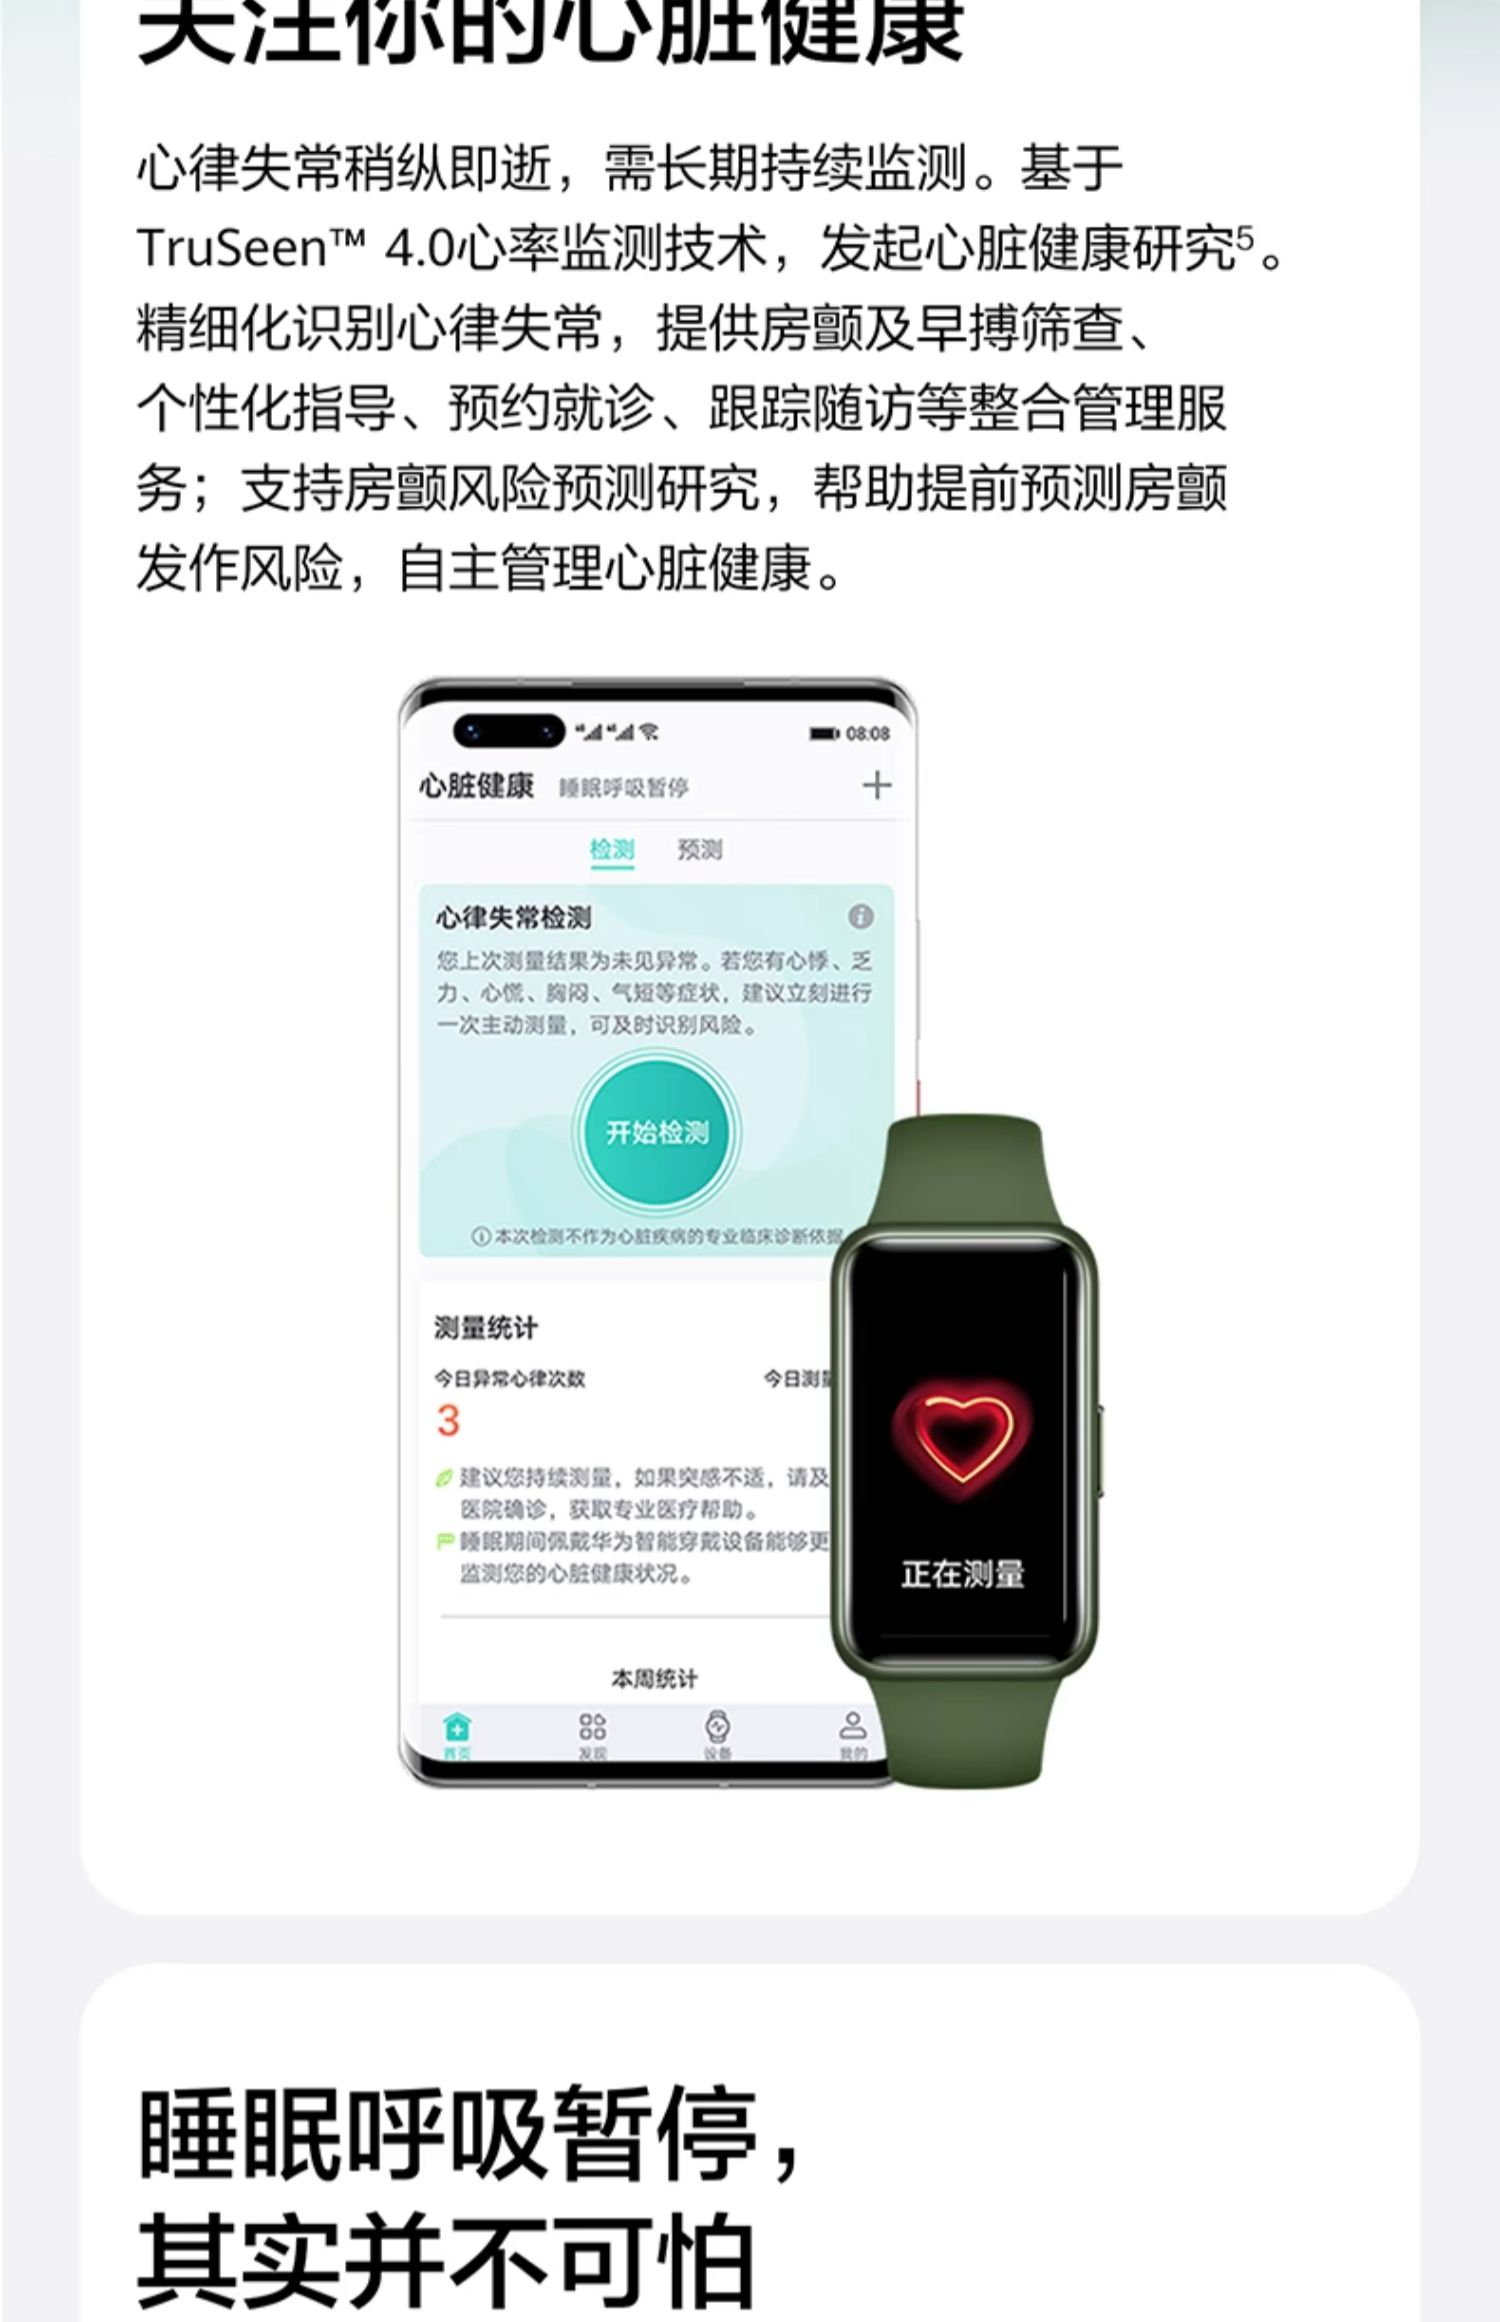 关注你的心脏健康
心律失常稍纵即逝，需长期持续监测。基于
TruSeen™ 4.0心率监测技术，发起心脏健康研究⁵。
精细化识别心律失常，提供房颤及早搏筛查、
个性化指导、预约就诊、跟踪随访等整合管理服
务；支持房颤风险预测研究，帮助提前预测房颤
发作风险，自主管理心脏健康。
08:08
心脏健康 睡眠呼吸暂停
检测 预测
心律失常检测
您上次测量结果为未见异常。若您有心悸、乏
力、心慌、胸闷、气短等症状，建议立刻进行
一次主动测量，可及时识别风险。
开始检测
本次检测不作为心脏疾病的专业临床诊断依据
测量统计
今日异常心律次数 今日测量
3
建议您持续测量，如果突感不适，请及
医院确诊，获取专业医疗帮助。
睡眠期间佩戴华为智能穿戴设备能够更
监测您的心脏健康状况。
正在测量
本周统计
首页 发现 设备 我的
睡眠呼吸暂停，
其实并不可怕